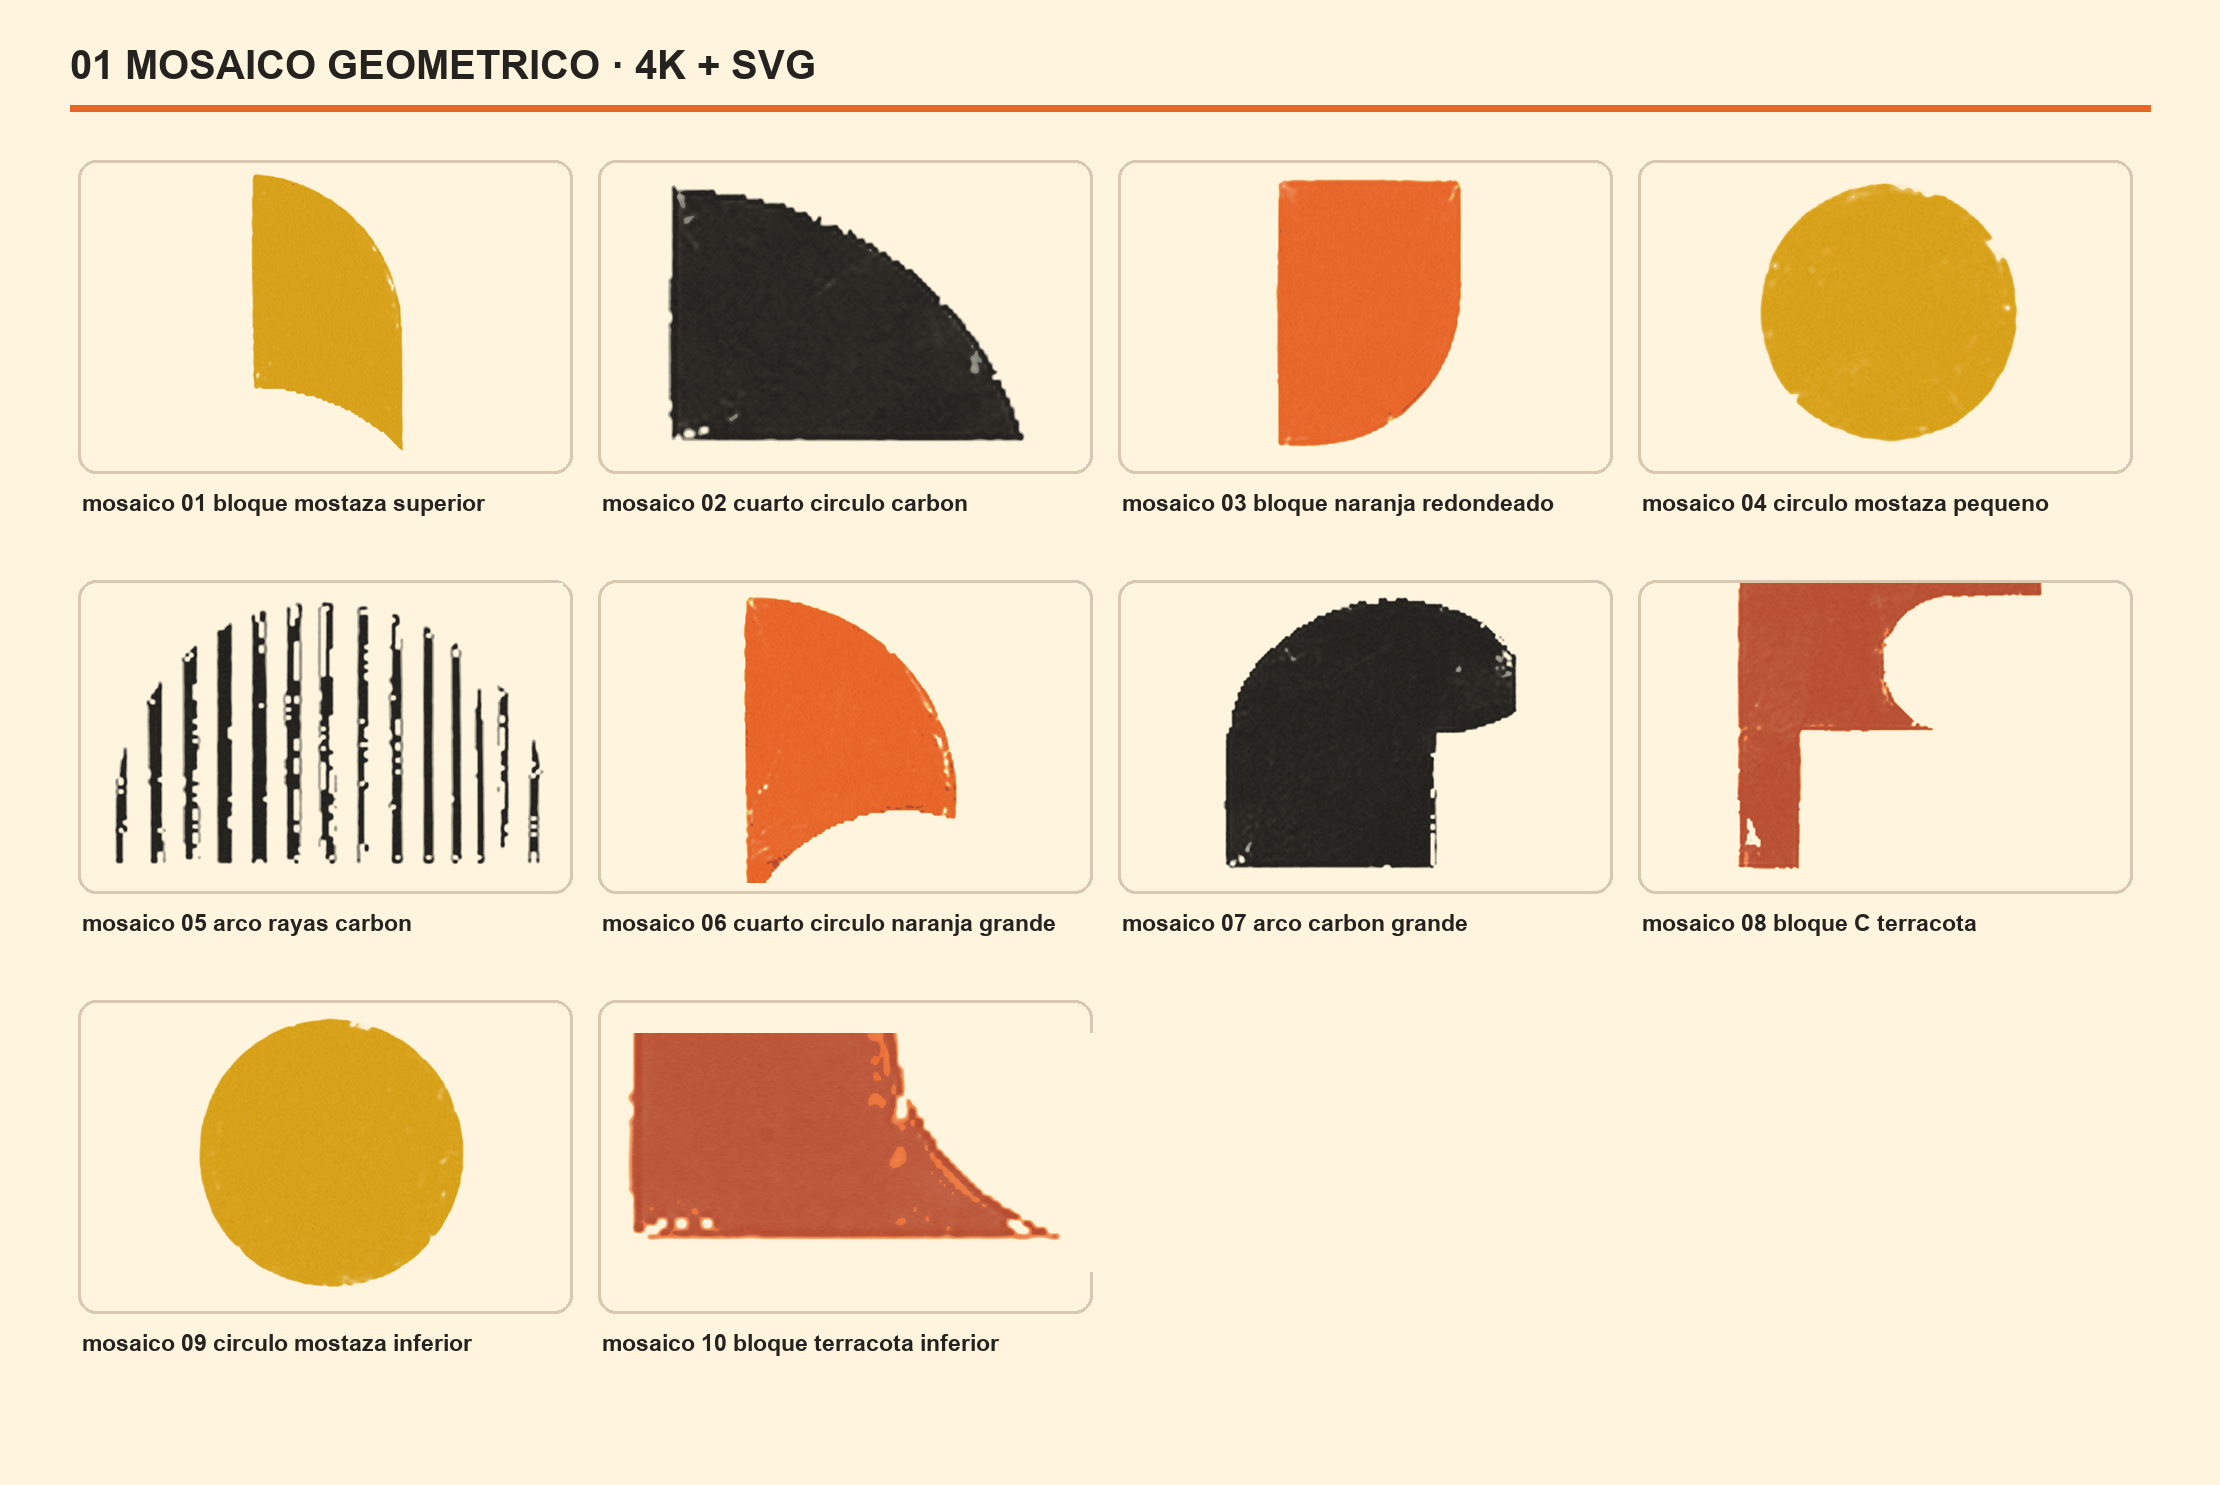 01 MOSAICO GEOMETRICO · 4K + SVG
mosaico 01 bloque mostaza superior
mosaico 02 cuarto circulo carbon
mosaico 03 bloque naranja redondeado
mosaico 04 circulo mostaza pequeno
mosaico 05 arco rayas carbon
mosaico 06 cuarto circulo naranja grande
mosaico 07 arco carbon grande
mosaico 08 bloque C terracota
mosaico 09 circulo mostaza inferior
mosaico 10 bloque terracota inferior